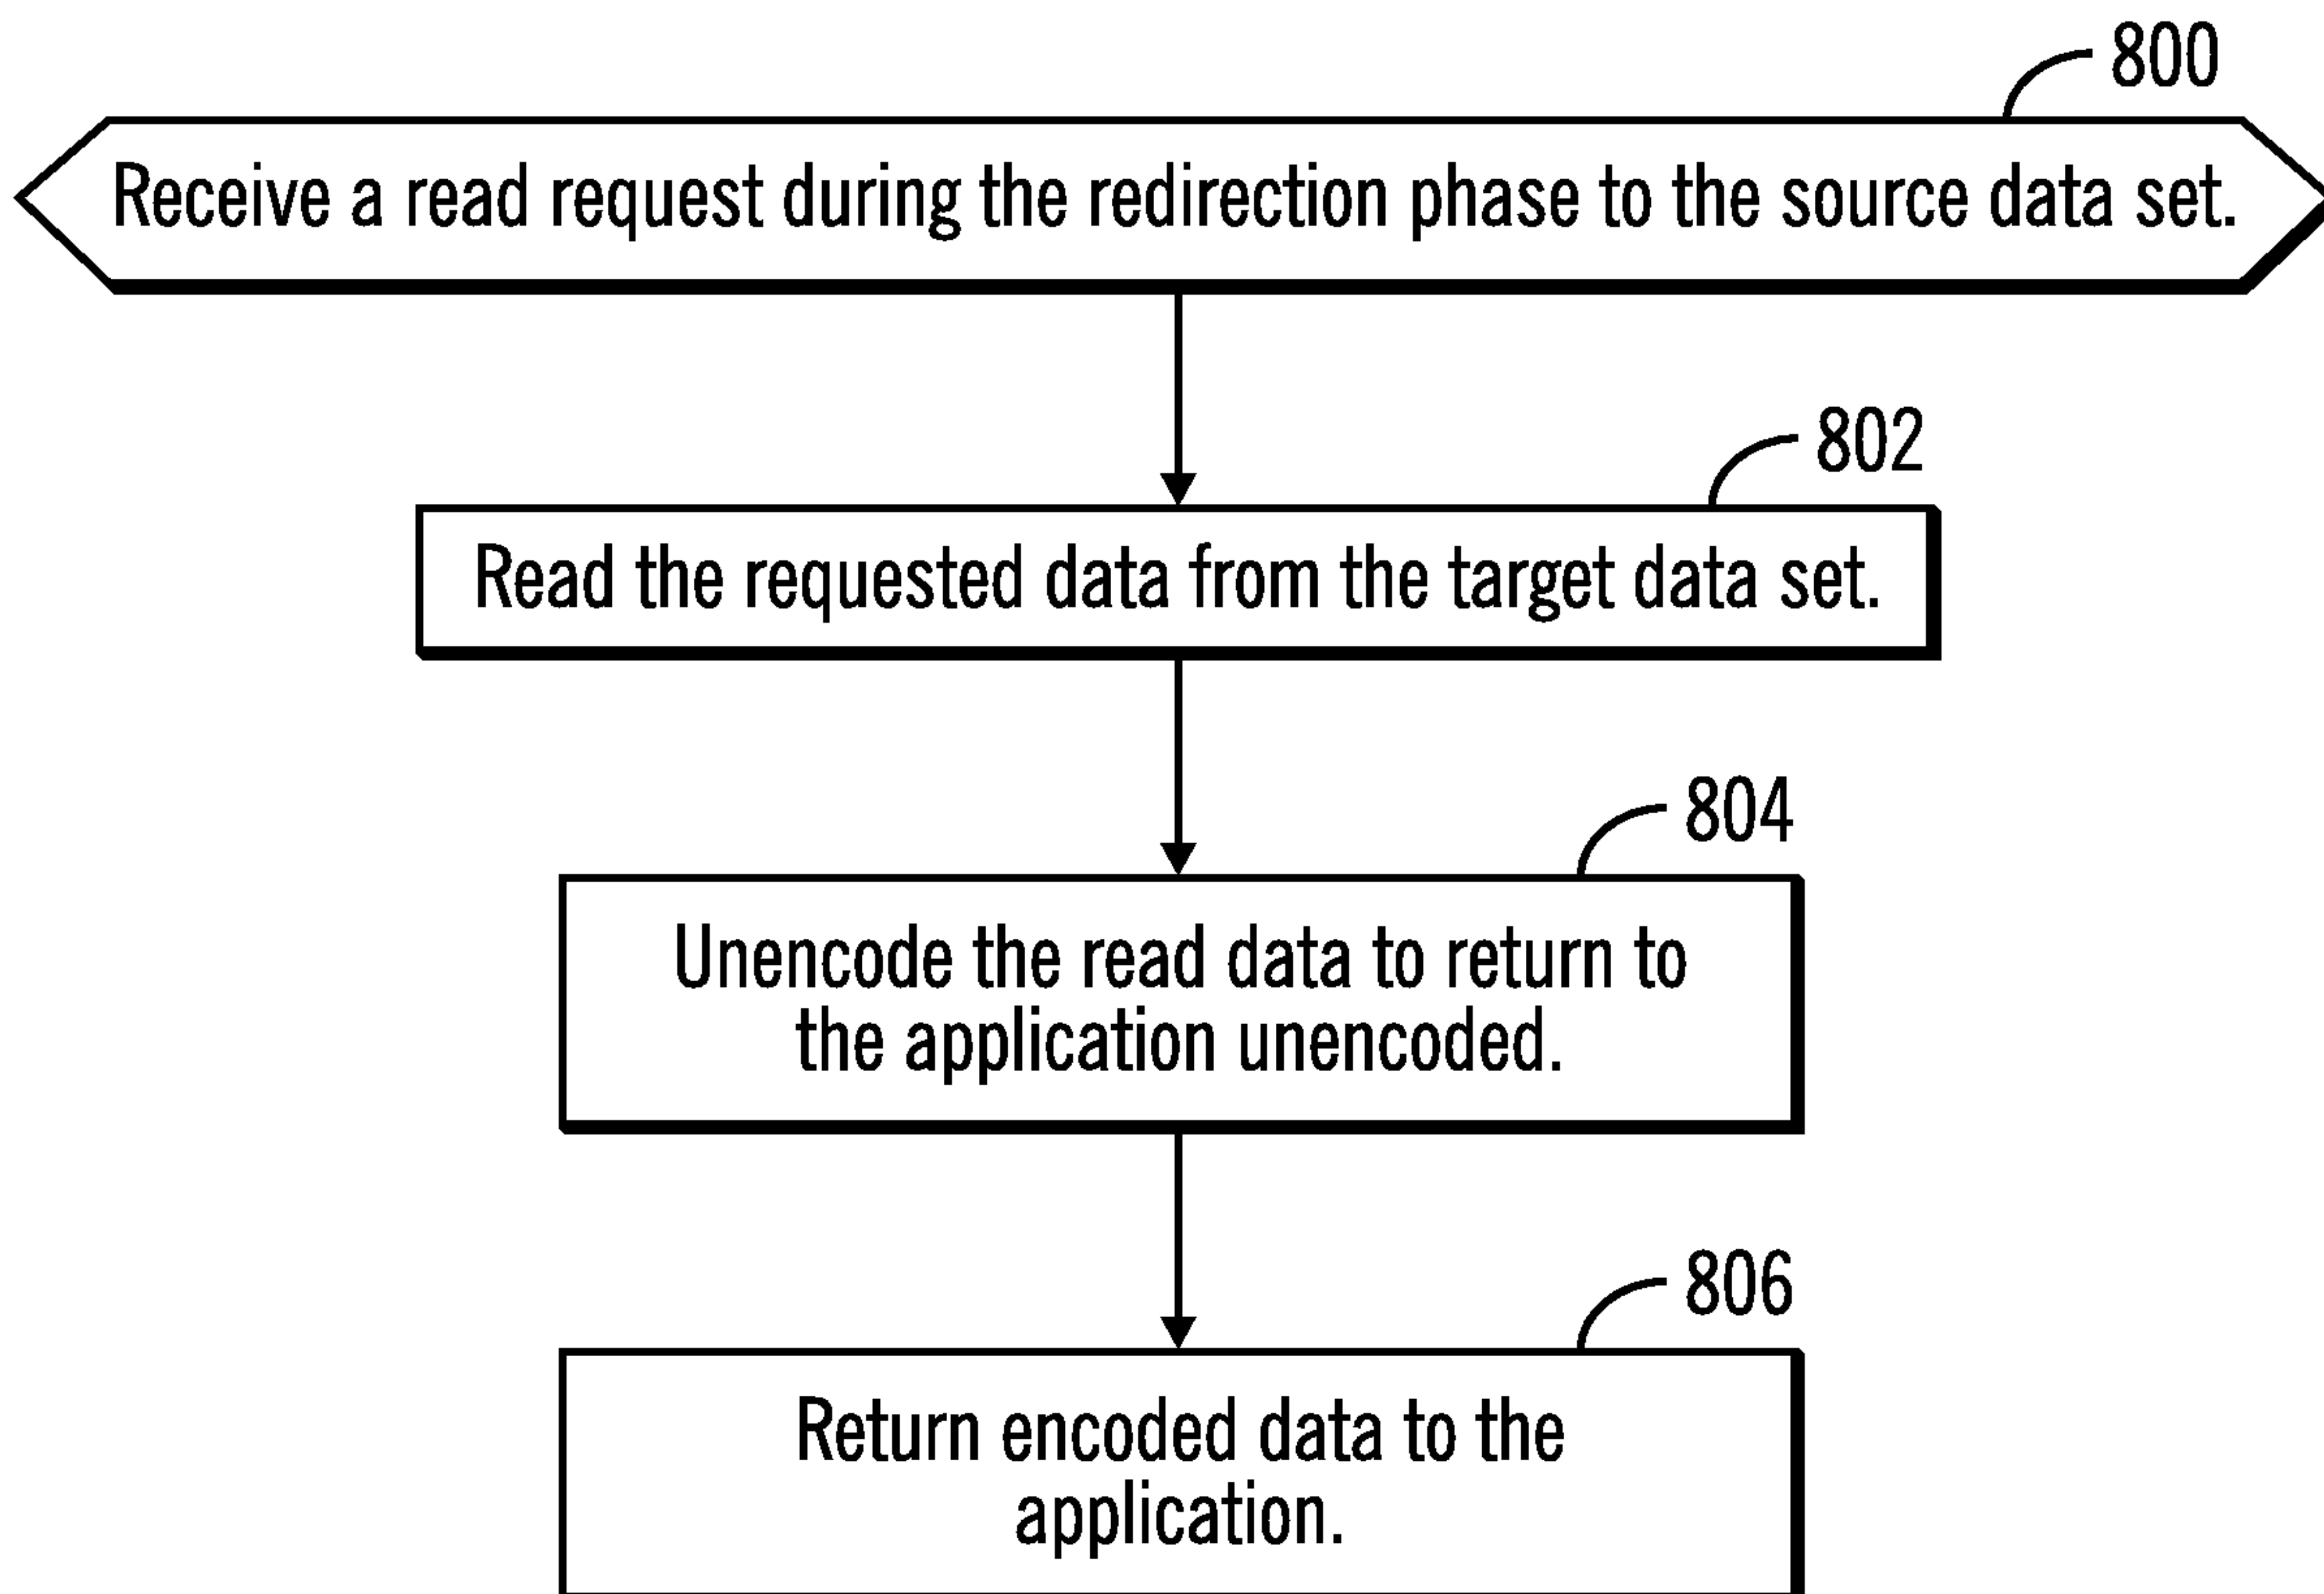 800
Receive a read request during the redirection phase to the source data set.
802
Read the requested data from the target data set.
804
Unencode the read data to return to
the application unencoded.
806
Return encoded data to the
application.